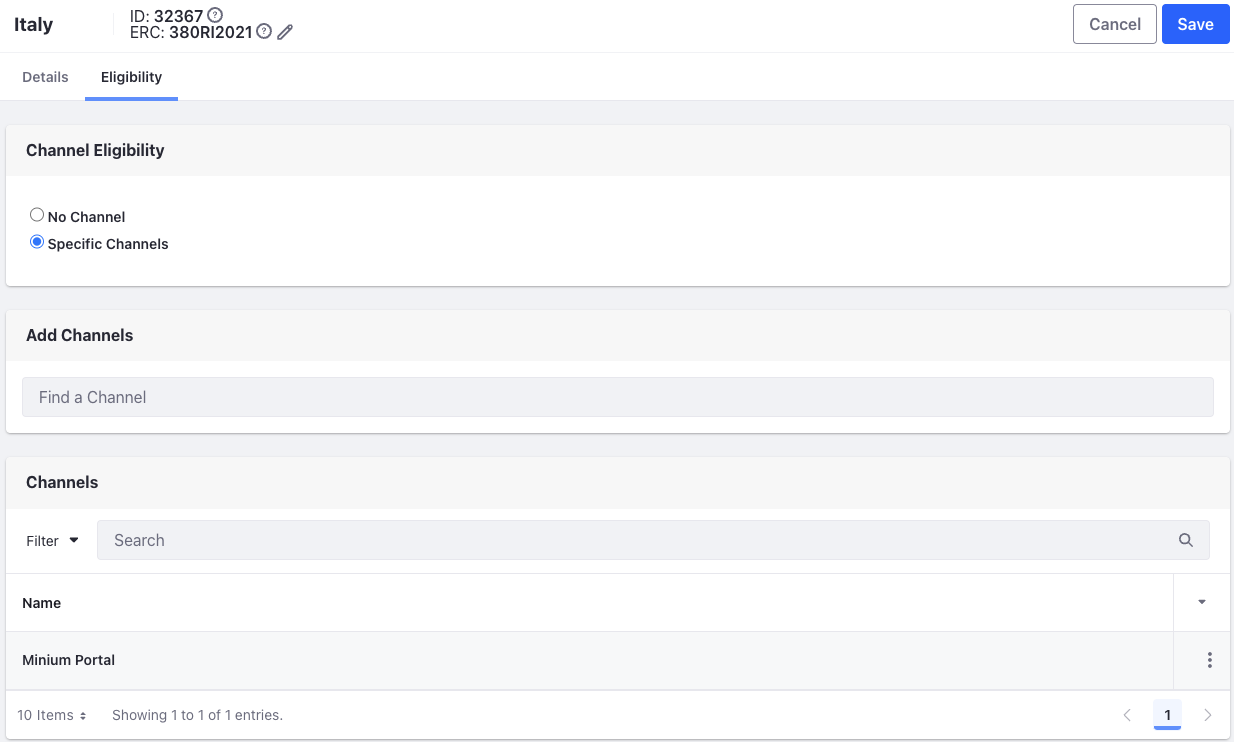 Italy
ID: 32367
ERC: 380RI2021
Cancel
Save
Details
Eligibility
Channel Eligibility
No Channel
Specific Channels
Add Channels
Find a Channel
Channels
Filter
Search
Name
Minium Portal
10 Items
Showing 1 to 1 of 1 entries.
1